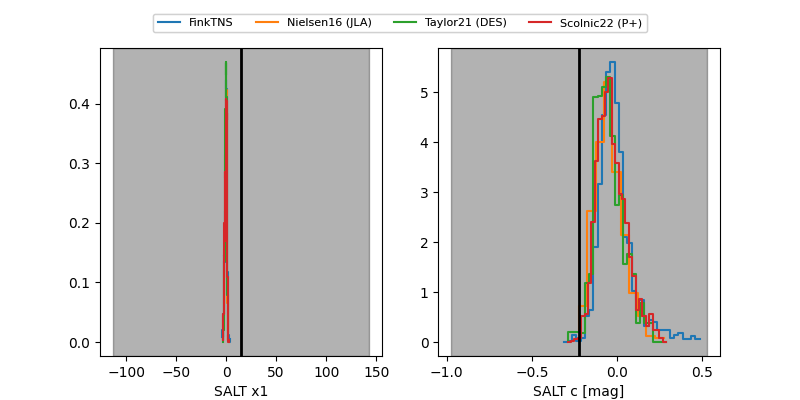 FinkTNS Nielsen16 (JLA) Taylor21 (DES) Scolnic22 (P+)
0.4
0.3
0.2
0.1
0.0
−100 −50 0 50 100 150
SALT x1
5
4
3
2
1
0
−1.0 −0.5 0.0 0.5
SALT c [mag]